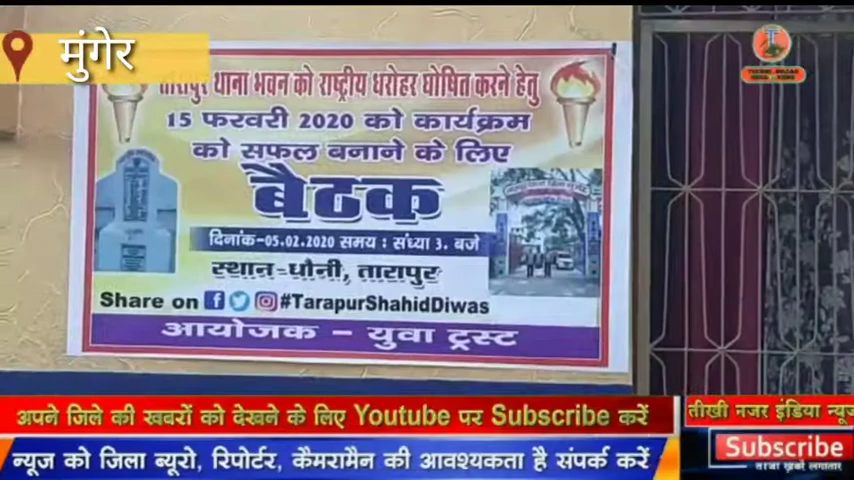 मुंगेर
तारापुर थाना भवन को राष्ट्रीय धरोहर घोषित करने हेतु
15 फरवरी 2020 को कार्यक्रम
को सफल बनाने के लिए
बैठक
दिनांक-05.02.2020 समय : संध्या 3. बजे
स्थान-धौनी, तारापुर
Share on #TarapurShahidDiwas
आयोजक - युवा ट्रस्ट
अपने जिले की खबरों को देखने के लिए Youtube पर Subscribe करें
तीखी नजर इंडिया न्यूज
न्यूज को जिला ब्यूरो, रिपोर्टर, कैमरामैन की आवश्यकता है संपर्क करें
Subscribe
ताजा खबरें लगातार